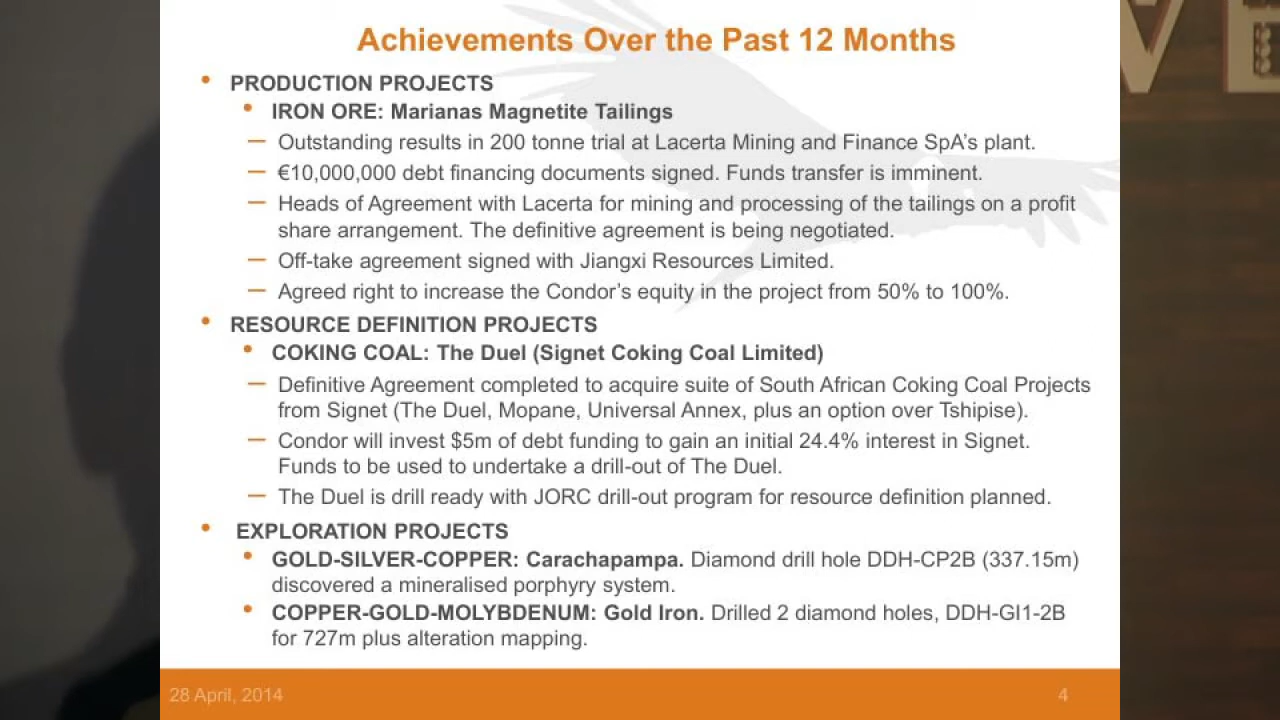 Achievements Over the Past 12 Months
• PRODUCTION PROJECTS
• IRON ORE: Marianas Magnetite Tailings
— Outstanding results in 200 tonne trial at Lacerta Mining and Finance SpA's plant.
— €10,000,000 debt financing documents signed. Funds transfer is imminent.
— Heads of Agreement with Lacerta for mining and processing of the tailings on a profit
share arrangement. The definitive agreement is being negotiated.
— Off-take agreement signed with Jiangxi Resources Limited.
— Agreed right to increase the Condor's equity in the project from 50% to 100%.
• RESOURCE DEFINITION PROJECTS
• COKING COAL: The Duel (Signet Coking Coal Limited)
— Definitive Agreement completed to acquire suite of South African Coking Coal Projects
from Signet (The Duel, Mopane, Universal Annex, plus an option over Tshipise).
— Condor will invest $5m of debt funding to gain an initial 24.4% interest in Signet.
Funds to be used to undertake a drill-out of The Duel.
— The Duel is drill ready with JORC drill-out program for resource definition planned.
• EXPLORATION PROJECTS
• GOLD-SILVER-COPPER: Carachapampa. Diamond drill hole DDH-CP2B (337.15m)
discovered a mineralised porphyry system.
• COPPER-GOLD-MOLYBDENUM: Gold Iron. Drilled 2 diamond holes, DDH-GI1-2B
for 727m plus alteration mapping.
28 April, 2014
4